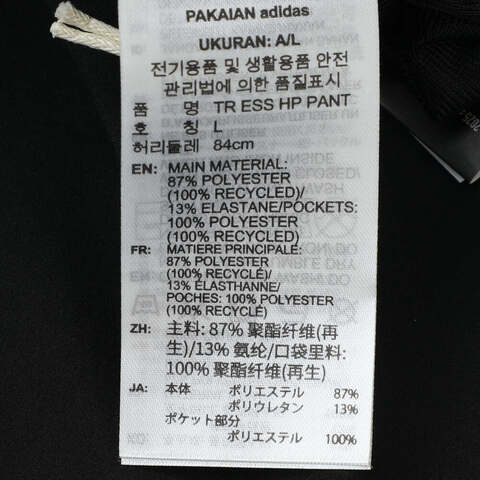 PAKAIAN adidas
UKURAN: A/L
전기용품 및 생활용품 안전
관리법에 의한 품질표시
품 명 TR ESS HP PANT
호 칭 L
허리둘레 84cm
EN: MAIN MATERIAL:
87% POLYESTER
(100% RECYCLED)/
13% ELASTANE/POCKETS:
100% POLYESTER
(100% RECYCLED)
FR: MATIERE PRINCIPALE:
87% POLYESTER
(100% RECYCLÉ)/
13% ÉLASTHANNE/
POCHES: 100% POLYESTER
(100% RECYCLÉ)
ZH: 主料: 87% 聚酯纤维(再
生)/13% 氨纶/口袋里料:
100% 聚酯纤维(再生)
JA: 本体 ポリエステル 87%
ポリウレタン 13%
ポケット部分
ポリエステル 100%